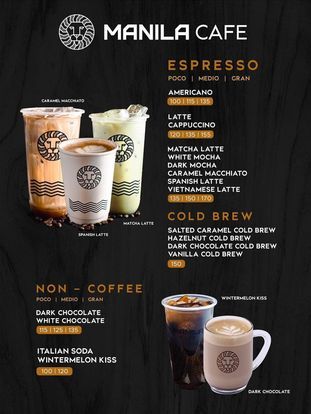 MANILA CAFE
ESPRESSO
POCO | MEDIO | GRAN
AMERICANO
100 | 115 | 135
LATTE
CAPPUCCINO
120 | 135 | 155
MATCHA LATTE
WHITE MOCHA
DARK MOCHA
CARAMEL MACCHIATO
SPANISH LATTE
VIETNAMESE LATTE
135 | 150 | 170
CARAMEL MACCHIATO
MATCHA LATTE
SPANISH LATTE
COLD BREW
SALTED CARAMEL COLD BREW
HAZELNUT COLD BREW
DARK CHOCOLATE COLD BREW
VANILLA COLD BREW
150
NON - COFFEE
POCO | MEDIO | GRAN
DARK CHOCOLATE
WHITE CHOCOLATE
115 | 125 | 135
ITALIAN SODA
WINTERMELON KISS
100 | 120
WINTERMELON KISS
DARK CHOCOLATE